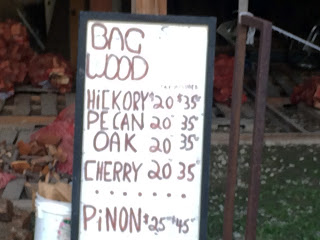 BAG
WOOD
HICKORY $20 $35
PECAN 20 35
OAK 20 35
CHERRY 20 35
PiNON $25 $45